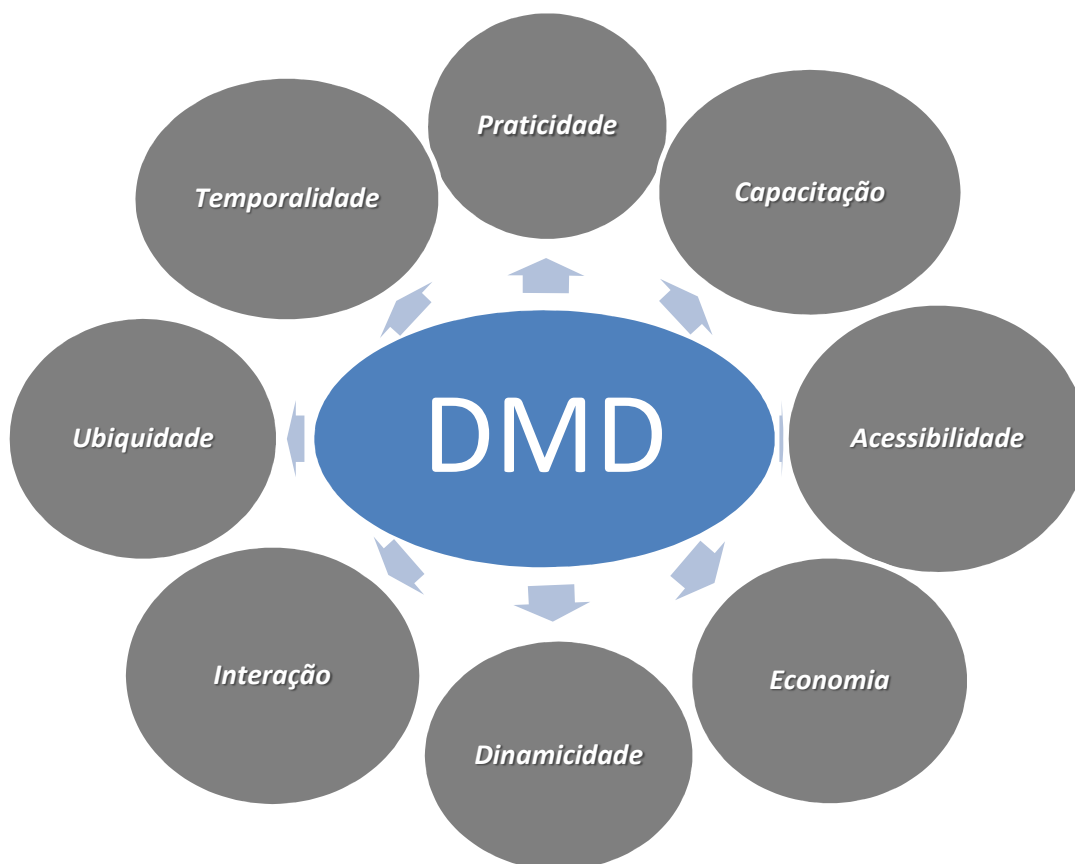 Praticidade
Capacitação
Temporalidade
DMD
Ubiquidade
Acessibilidade
Interação
Economia
Dinamicidade